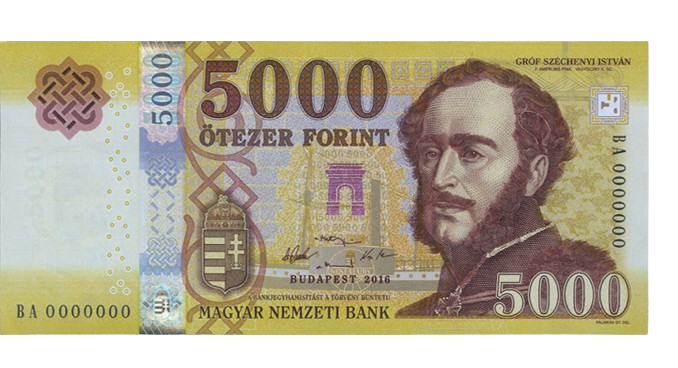 GRÓF SZÉCHENYI ISTVÁN
5000
5000
ÖTEZER FORINT
BA 0000000
BUDAPEST 2016
A BANKJEGYHAMISÍTÁST A TÖRVÉNY BÜNTETI!
MAGYAR NEMZETI BANK
BA 0000000
5000